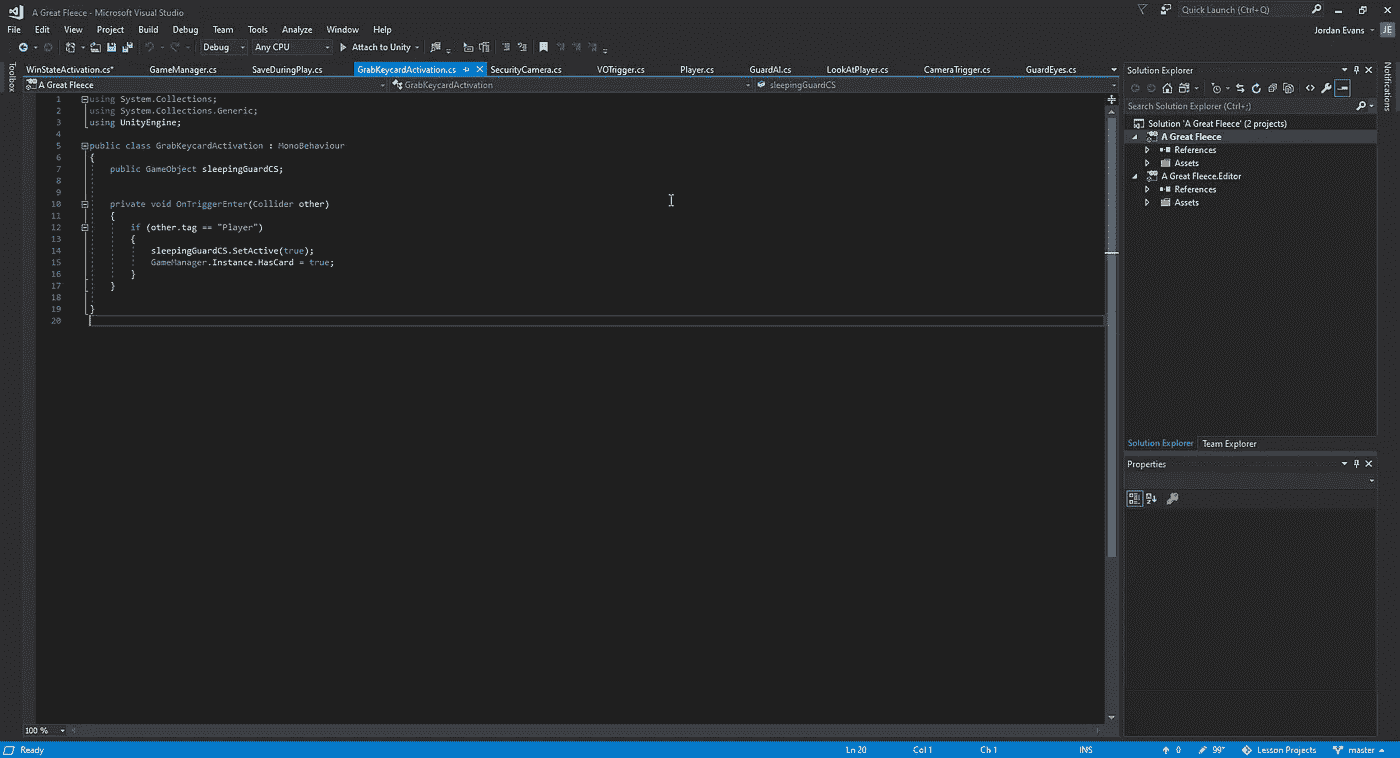 A Great Fleece - Microsoft Visual Studio
Quick Launch (Ctrl+Q)
File Edit View Project Build Debug Team Tools Analyze Window Help
Jordan Evans JE
Debug Any CPU Attach to Unity
Toolbox
WinStateActivation.cs* GameManager.cs SaveDuringPlay.cs GrabKeycardActivation.cs SecurityCamera.cs VOTrigger.cs Player.cs GuardAI.cs LookAtPlayer.cs CameraTrigger.cs GuardEyes.cs
A Great Fleece GrabKeycardActivation sleepingGuardCS
1 using System.Collections;
2 using System.Collections.Generic;
3 using UnityEngine;
4
5 public class GrabKeycardActivation : MonoBehaviour
6 {
7 public GameObject sleepingGuardCS;
8
9
10 private void OnTriggerEnter(Collider other)
11 {
12 if (other.tag == "Player")
13 {
14 sleepingGuardCS.SetActive(true);
15 GameManager.Instance.HasCard = true;
16 }
17 }
18
19 }
20
100 %
Solution Explorer
Search Solution Explorer (Ctrl+;)
Solution 'A Great Fleece' (2 projects)
A Great Fleece
References
Assets
A Great Fleece.Editor
References
Assets
Solution Explorer Team Explorer
Properties
Notifications
Ready Ln 20 Col 1 Ch 1 INS 0 99+ Lesson Projects master